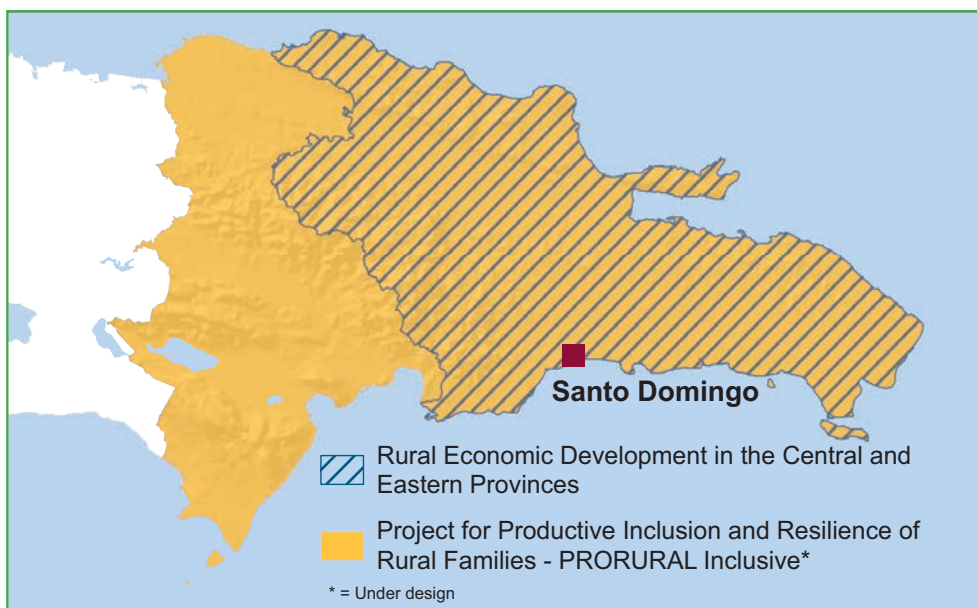 Santo Domingo
Rural Economic Development in the Central and
Eastern Provinces
Project for Productive Inclusion and Resilience of
Rural Families - PRORURAL Inclusive*
* = Under design